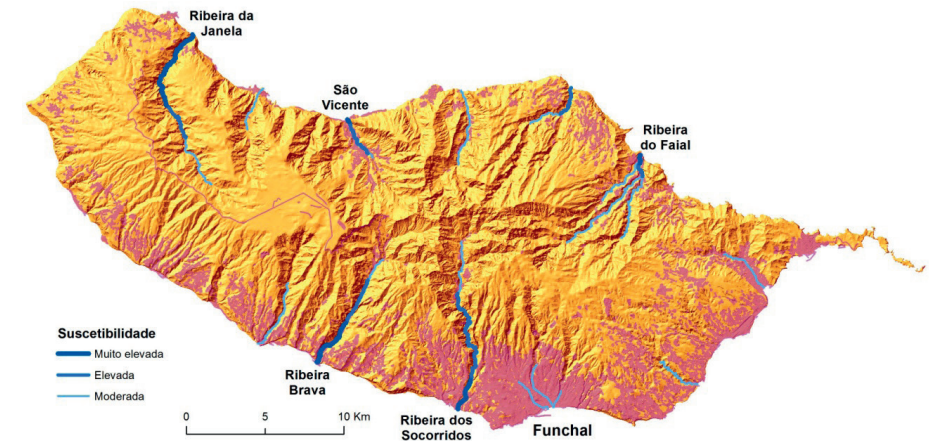 Ribeira da
Janela
São
Vicente
Ribeira
do Faial
Suscetibilidade
Muito elevada
Elevada
Moderada
Ribeira
Brava
0 5 10 Km
Ribeira dos
Socorridos
Funchal